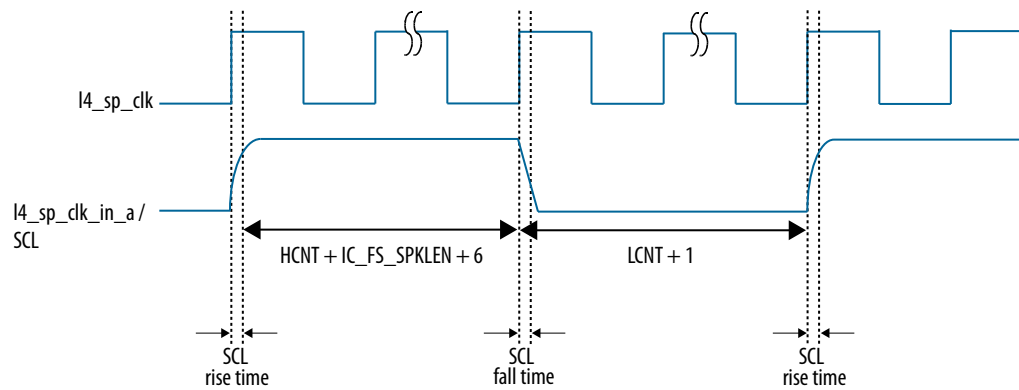 l4_sp_clk
l4_sp_clk_in_a /
SCL
HCNT + IC_FS_SPKLEN + 6
LCNT + 1
SCL
rise time
SCL
fall time
SCL
rise time